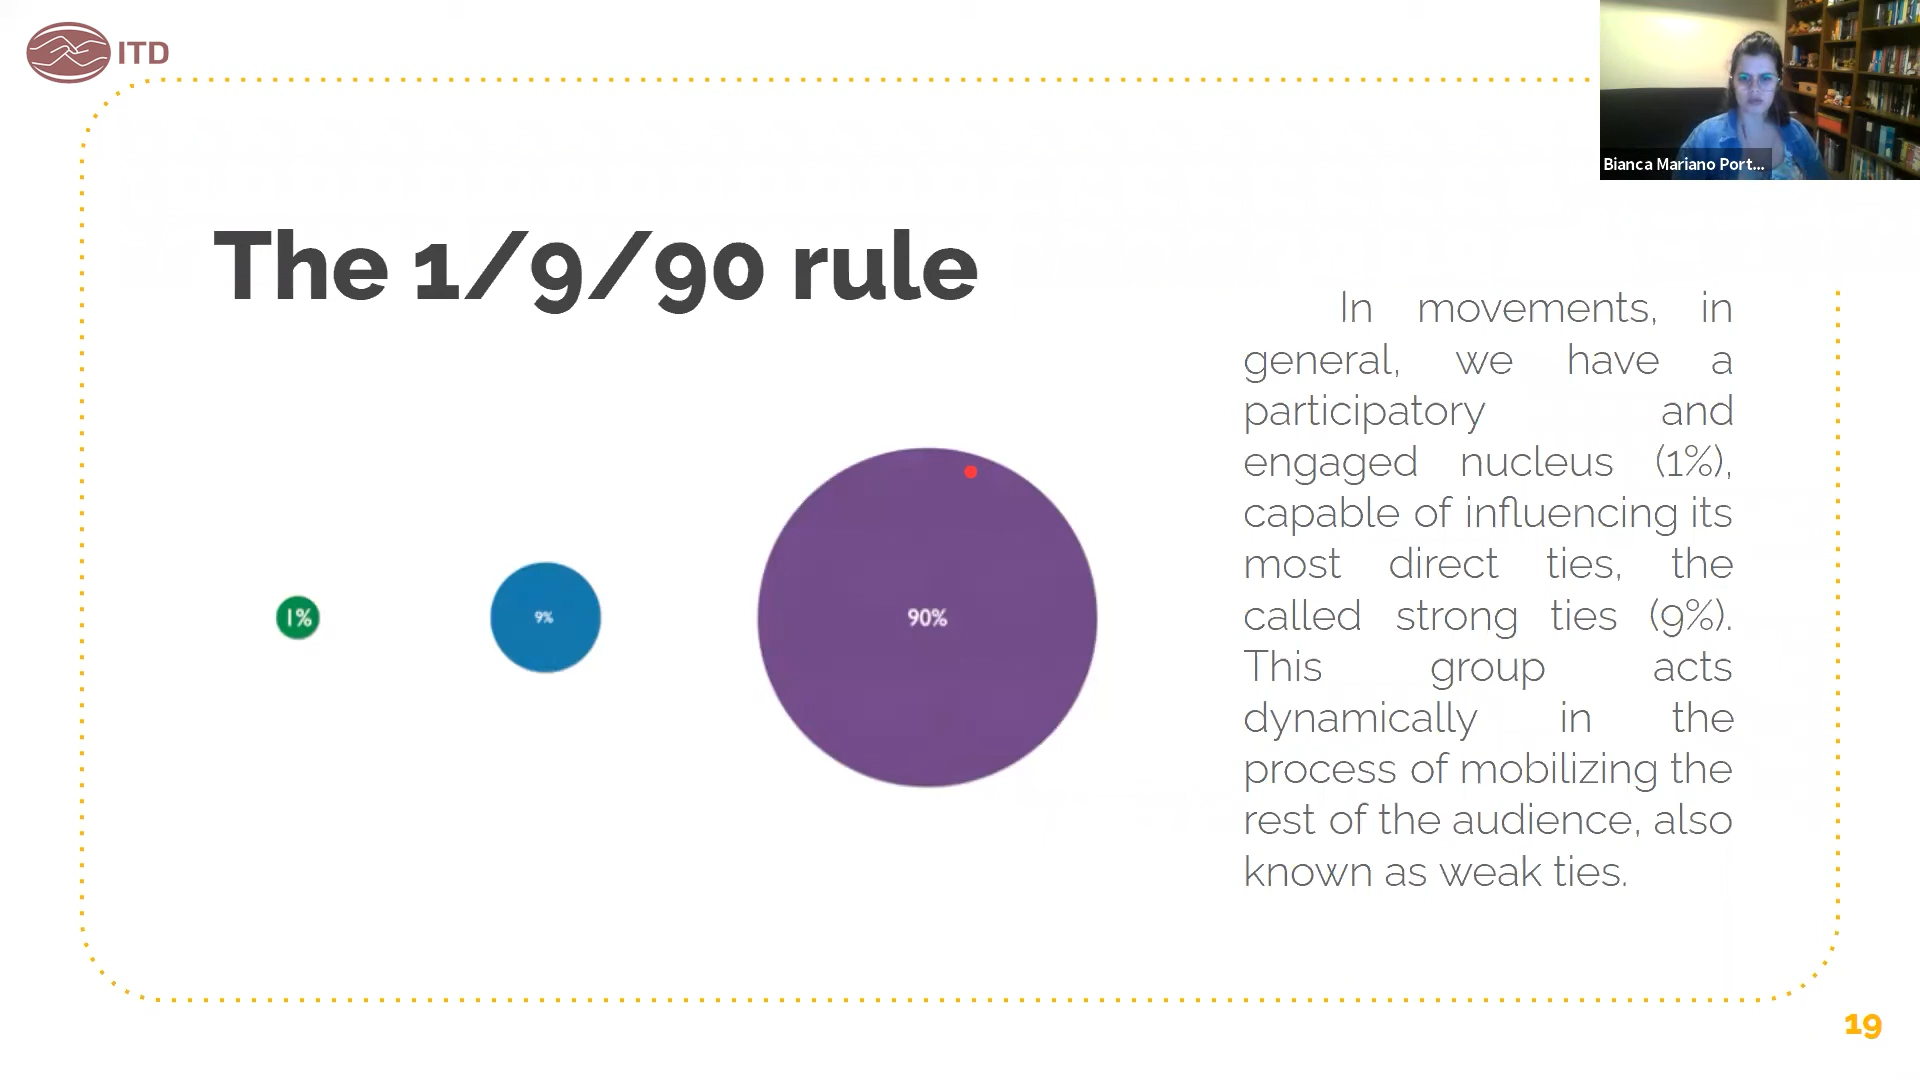 ITD
Bianca Mariano Port...
The 1/9/90 rule
1%
9%
90%
In movements, in
general, we have a
participatory and
engaged nucleus (1%),
capable of influencing its
most direct ties, the
called strong ties (9%).
This group acts
dynamically in the
process of mobilizing the
rest of the audience, also
known as weak ties.
19